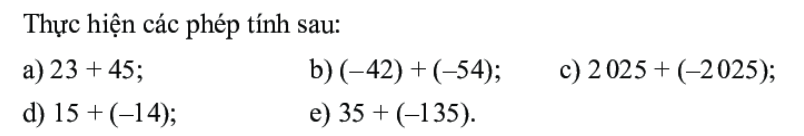 Thực hiện các phép tính sau:
a) 23 + 45; b) (–42) + (–54); c) 2 025 + (–2 025);
d) 15 + (–14); e) 35 + (–135).